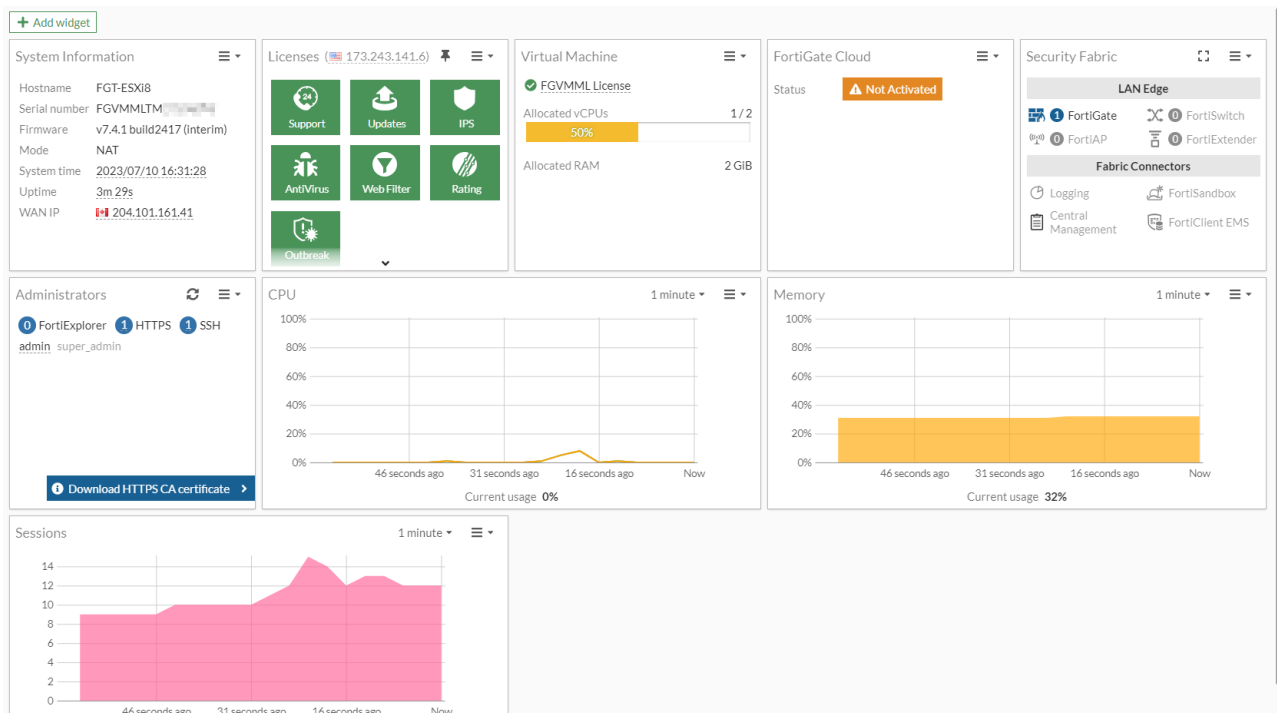 Add widget
System Information
Hostname FGT-ESXi8
Serial number FGVMMLTM
Firmware v7.4.1 build2417 (Interim)
Mode NAT
System time 2023/07/10 16:31:28
Uptime 3m 29s
WAN IP 204.101.161.41
Licenses (173.243.141.6)
24
Support Updates IPS
AntiVirus Web Filter Rating
Outbreak
Virtual Machine
FGVMML License
Allocated vCPUs 1 / 2
50%
Allocated RAM 2 GiB
FortiGate Cloud
Status Not Activated
Security Fabric
LAN Edge
1 FortiGate 0 FortiSwitch
0 FortiAP 0 FortiExtender
Fabric Connectors
Logging FortiSandbox
Central Management FortiClient EMS
Administrators
0 FortiExplorer 1 HTTPS 1 SSH
admin super_admin
Download HTTPS CA certificate
CPU 1 minute
100%
80%
60%
40%
20%
0%
46 seconds ago 31 seconds ago 16 seconds ago Now
Current usage 0%
Memory 1 minute
100%
80%
60%
40%
20%
0%
46 seconds ago 31 seconds ago 16 seconds ago Now
Current usage 32%
Sessions 1 minute
14
12
10
8
6
4
2
0
46 seconds ago 31 seconds ago 16 seconds ago Now